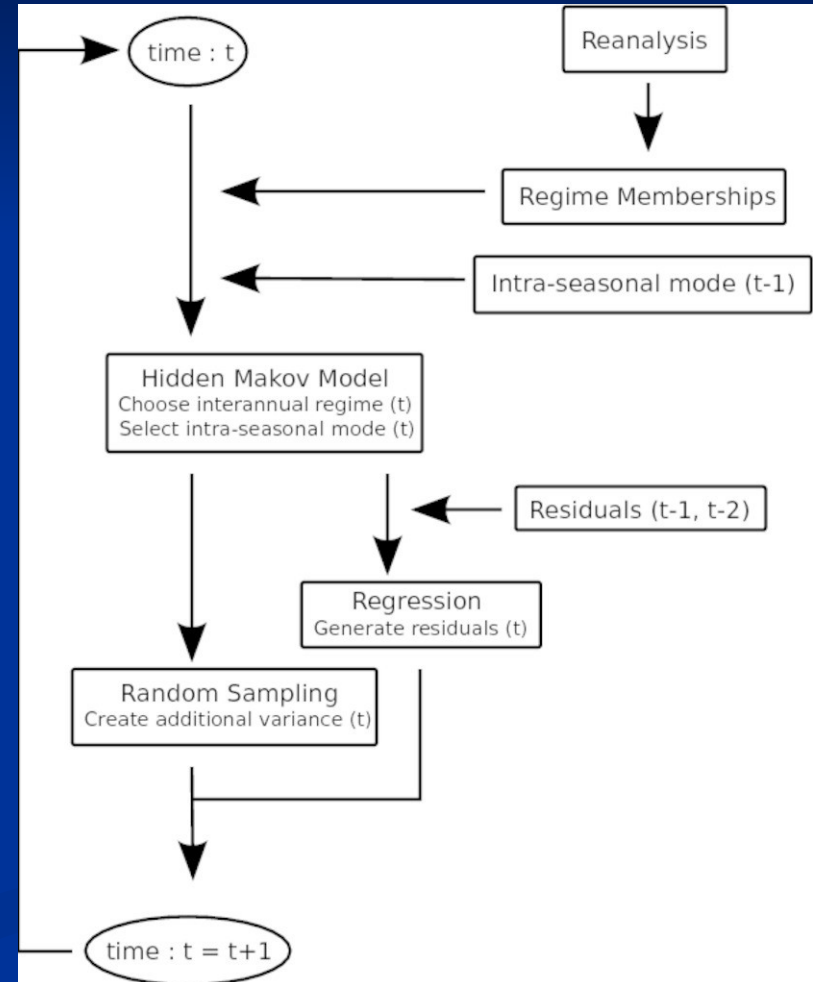 time : t
Reanalysis
Regime Memberships
Intra-seasonal mode (t-1)
Hidden Makov Model
Choose interannual regime (t)
Select intra-seasonal mode (t)
Residuals (t-1, t-2)
Regression
Generate residuals (t)
Random Sampling
Create additional variance (t)
time : t = t+1